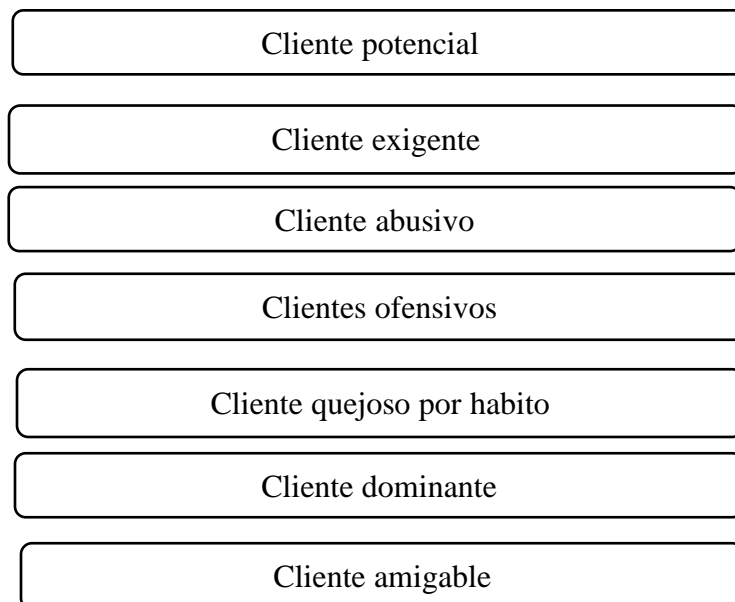 Cliente potencial
Cliente exigente
Cliente abusivo
Clientes ofensivos
Cliente quejoso por habito
Cliente dominante
Cliente amigable